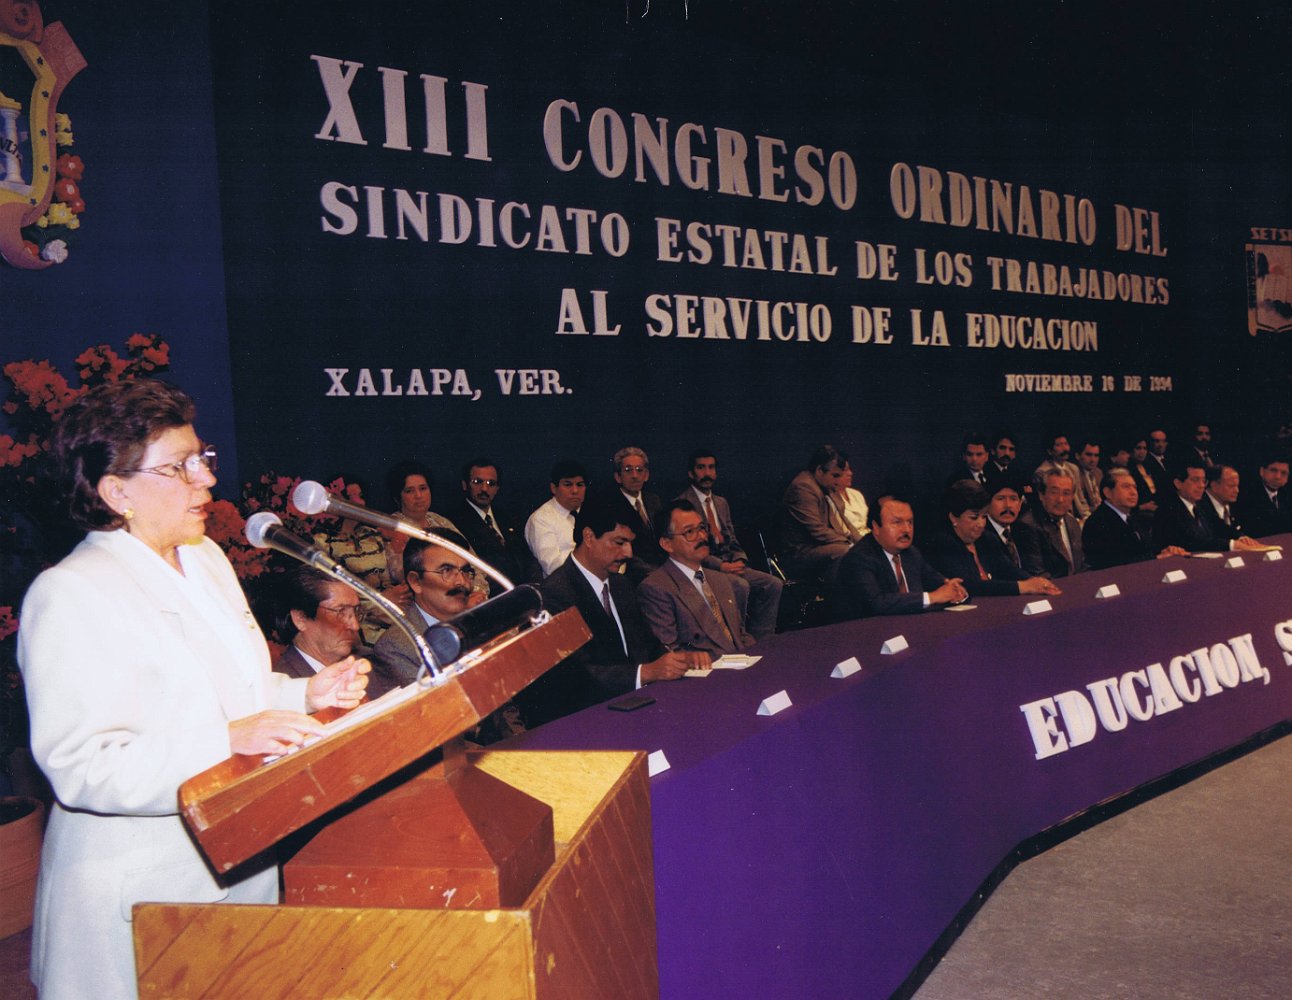 XIII CONGRESO ORDINARIO DEL
SINDICATO ESTATAL DE LOS TRABAJADORES
AL SERVICIO DE LA EDUCACION
XALAPA, VER.
NOVIEMBRE 16 DE 1994
EDUCACION, S